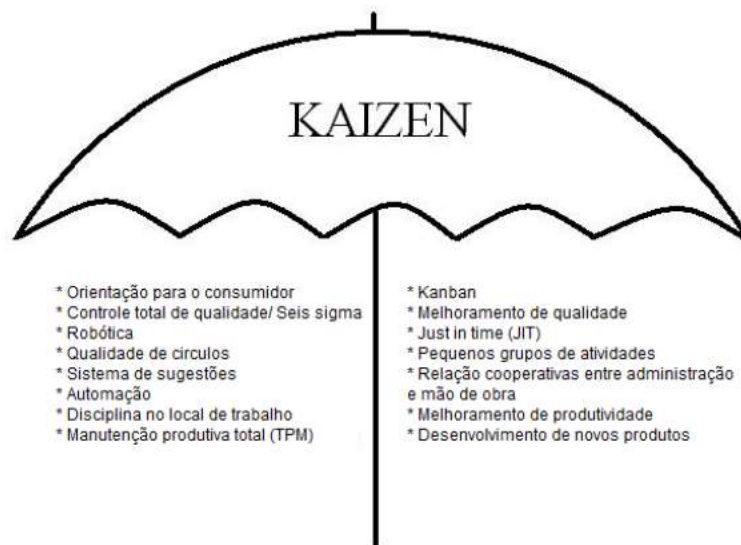 KAIZEN
* Orientação para o consumidor
* Controle total de qualidade/ Seis sigma
* Robótica
* Qualidade de circulos
* Sistema de sugestões
* Automação
* Disciplina no local de trabalho
* Manutenção produtiva total (TPM)
* Kanban
* Melhoramento de qualidade
* Just in time (JIT)
* Pequenos grupos de atividades
* Relação cooperativas entre administração
e mão de obra
* Melhoramento de produtividade
* Desenvolvimento de novos produtos